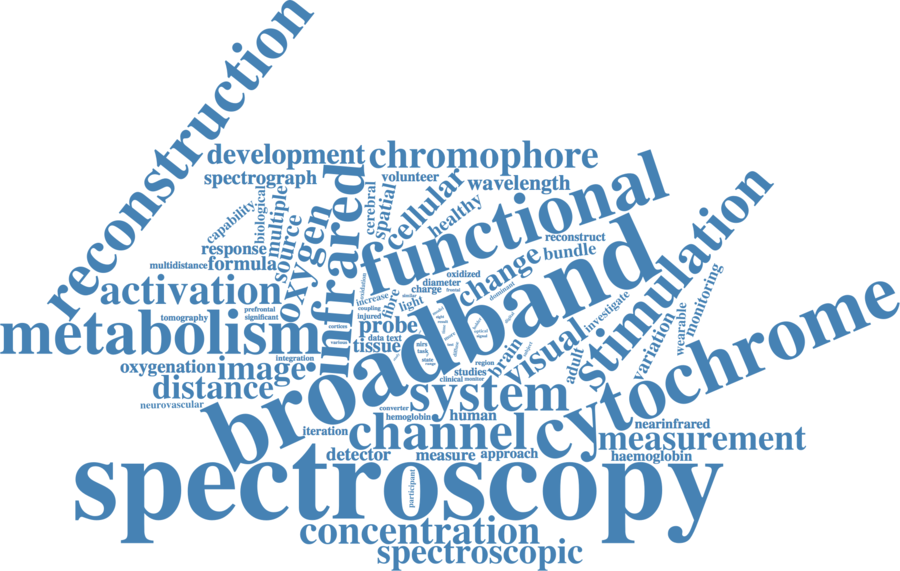 reconstruction
development
chromophore
spectrograph
volunteer
wavelength
infrared
functional
cellular
cerebral
spatial
healthy
capability
biological
multiple
source
oxygen
stimulation
response
formula
multidistance
reconstruct
bundle
change
broadband
oxidized
diameter
dominant
charge
frontal
light
fibre
increase
coupling
injured
activation
tomography
prefrontal
significant
metabolism
cortices
various
probe
data text
tissue
investigate
monitoring
wearable
variation
cytochrome
visual
brain
adult
task
state
region
studies
clinical
monitor
integration
oxygenation
image
distance
neurovascular
system
converter
hemoglobin
human
iteration
channel
nearinfrared
measurement
detector
measure
approach
haemoglobin
spectroscopy
participant
concentration
spectroscopic